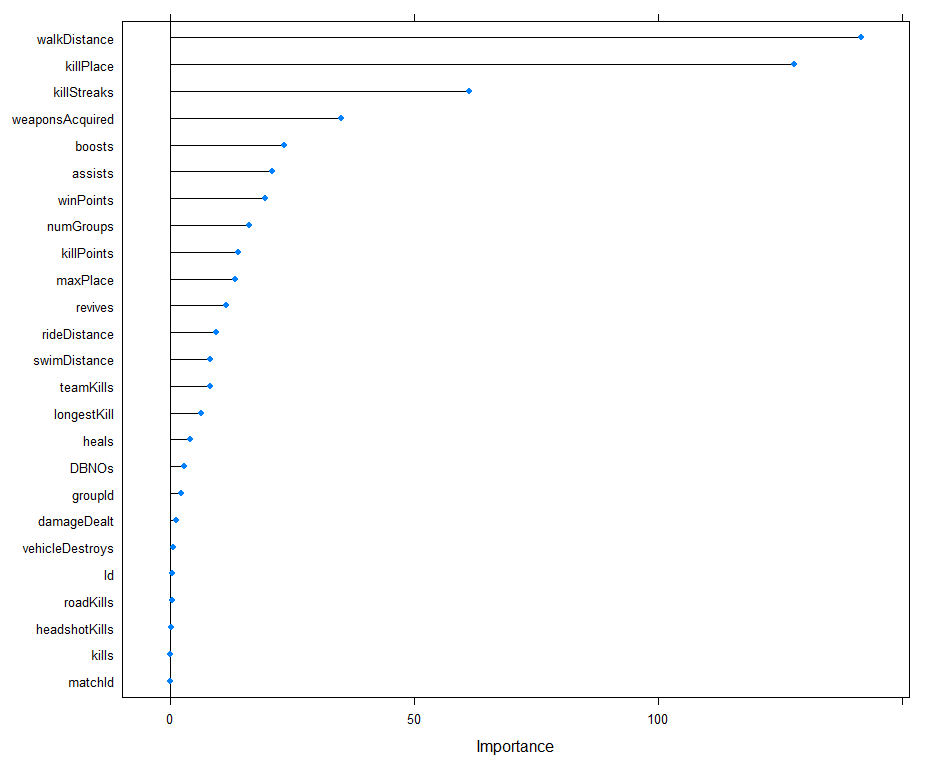 walkDistance
killPlace
killStreaks
weaponsAcquired
boosts
assists
winPoints
numGroups
killPoints
maxPlace
revives
rideDistance
swimDistance
teamKills
longestKill
heals
DBNOs
groupId
damageDealt
vehicleDestroys
Id
roadKills
headshotKills
kills
matchId
0 50 100
Importance